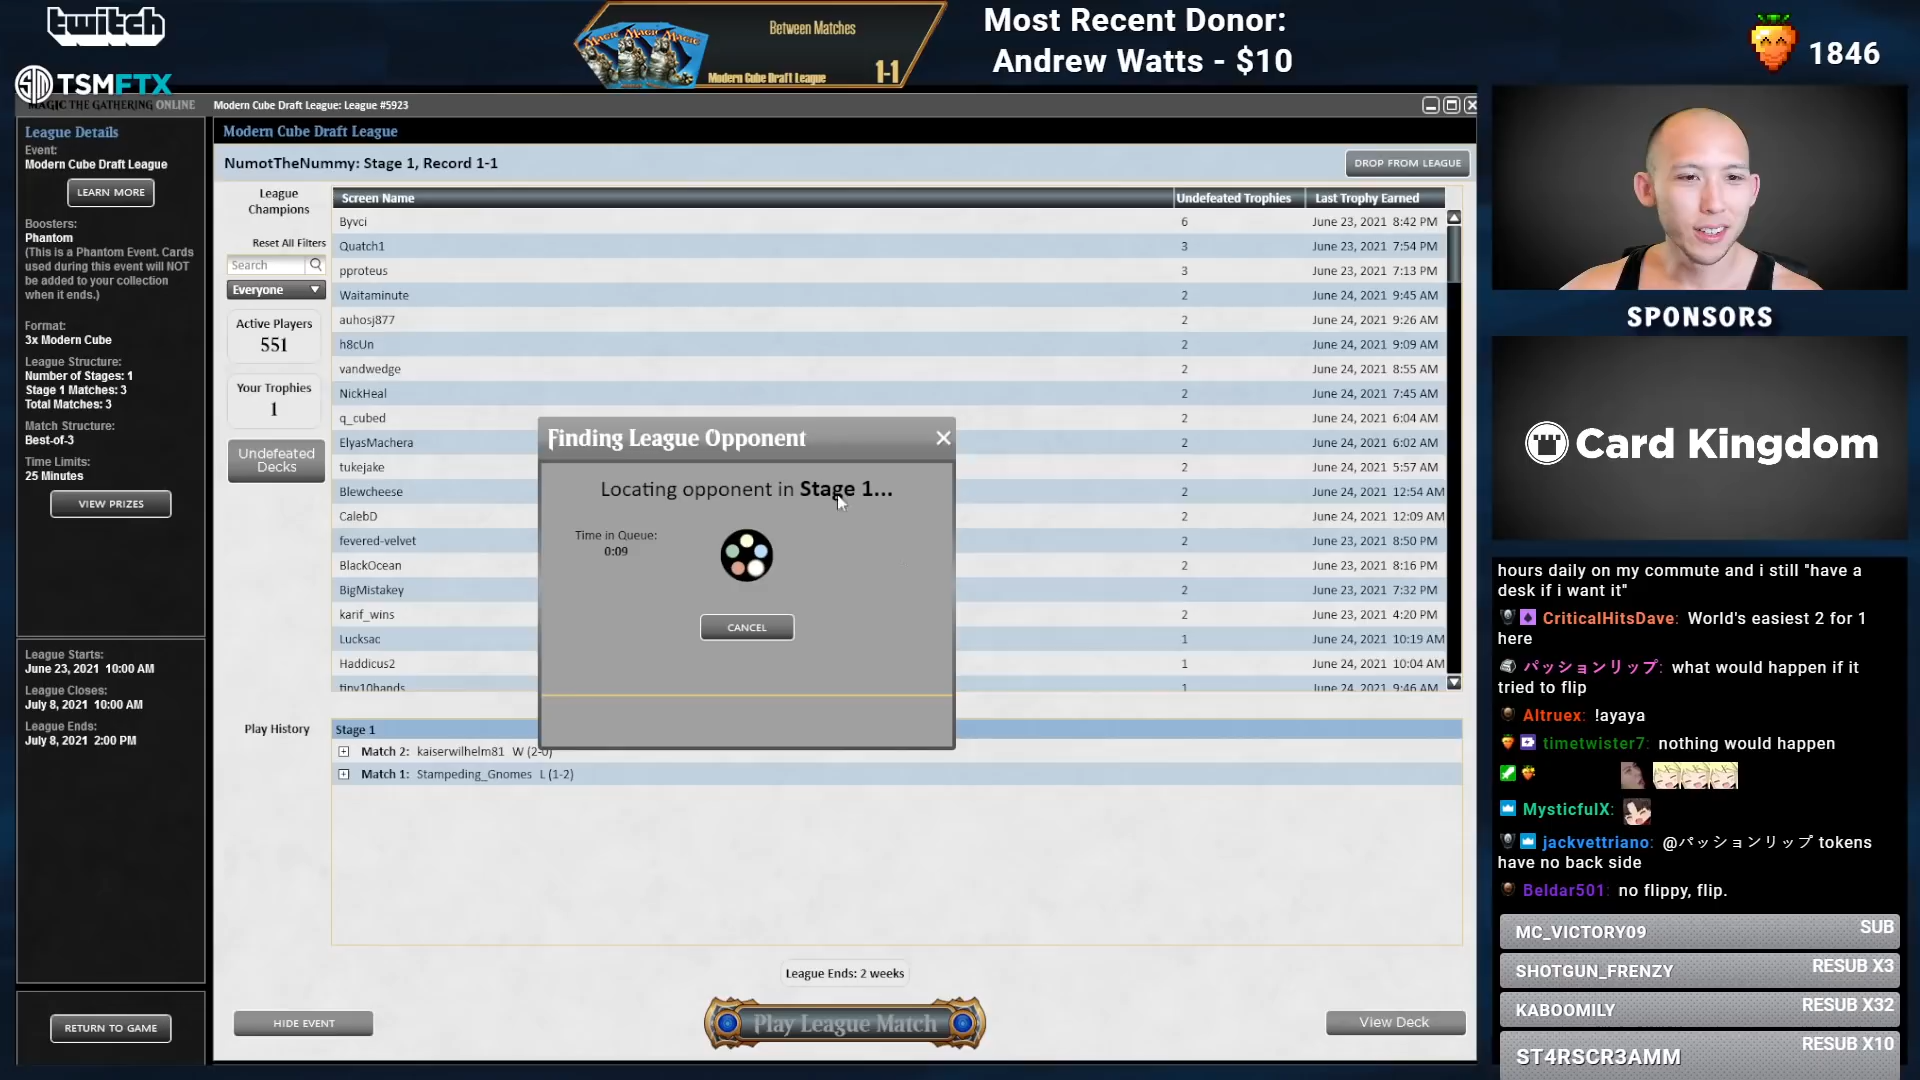 twitch
TSMFTX
Between Matches
Modern Cube Draft League 1-1
Most Recent Donor:
Andrew Watts - $10
1846
MAGIC THE GATHERING ONLINE
Modern Cube Draft League: League #5923
League Details
Event:
Modern Cube Draft League
LEARN MORE
Boosters:
Phantom
(This is a Phantom Event. Cards
used during this event will NOT
be added to your collection
when it ends.)
Format:
3x Modern Cube
League Structure:
Number of Stages: 1
Stage 1 Matches: 3
Total Matches: 3
Match Structure:
Best-of-3
Time Limits:
25 Minutes
VIEW PRIZES
League Starts:
June 23, 2021 10:00 AM
League Closes:
July 8, 2021 10:00 AM
League Ends:
July 8, 2021 2:00 PM
RETURN TO GAME
Modern Cube Draft League
NumotTheNummy: Stage 1, Record 1-1
DROP FROM LEAGUE
League
Champions
Reset All Filters
Search
Everyone
Active Players
551
Your Trophies
1
Undefeated
Decks
Screen Name Undefeated Trophies Last Trophy Earned
Byvci 6 June 23, 2021 8:42 PM
Quatch1 3 June 23, 2021 7:54 PM
pproteus 3 June 23, 2021 7:13 PM
Waitaminute 2 June 24, 2021 9:45 AM
auhosj877 2 June 24, 2021 9:26 AM
h8cUn 2 June 24, 2021 9:09 AM
vandwedge 2 June 24, 2021 8:55 AM
NickHeal 2 June 24, 2021 7:45 AM
q_cubed 2 June 24, 2021 6:04 AM
ElyasMachera 2 June 24, 2021 6:02 AM
tukejake 2 June 24, 2021 5:57 AM
Blewcheese 2 June 24, 2021 12:54 AM
CalebD 2 June 24, 2021 12:09 AM
fevered-velvet 2 June 23, 2021 8:50 PM
BlackOcean 2 June 23, 2021 8:16 PM
BigMistakey 2 June 23, 2021 7:32 PM
karif_wins 2 June 23, 2021 4:20 PM
Lucksac 1 June 24, 2021 10:19 AM
Haddicus2 1 June 24, 2021 10:04 AM
tiny10hands 1 June 24, 2021 9:46 AM
Finding League Opponent
Locating opponent in Stage 1...
Time in Queue:
0:09
CANCEL
Play History
Stage 1
Match 2: kaiserwilhelm81 W (2-0)
Match 1: Stampeding_Gnomes L (1-2)
League Ends: 2 weeks
HIDE EVENT
Play League Match
View Deck
SPONSORS
Card Kingdom
hours daily on my commute and i still "have a
desk if i want it"
CriticalHitsDave: World's easiest 2 for 1
here
パッションリップ: what would happen if it
tried to flip
Altruex: !ayaya
timetwister7: nothing would happen
MysticfulX:
jackvettriano: @パッションリップ tokens
have no back side
Beldar501: no flippy, flip.
MC_VICTORY09 SUB
SHOTGUN_FRENZY RESUB X3
KABOOMILY RESUB X32
ST4RSCR3AMM RESUB X10